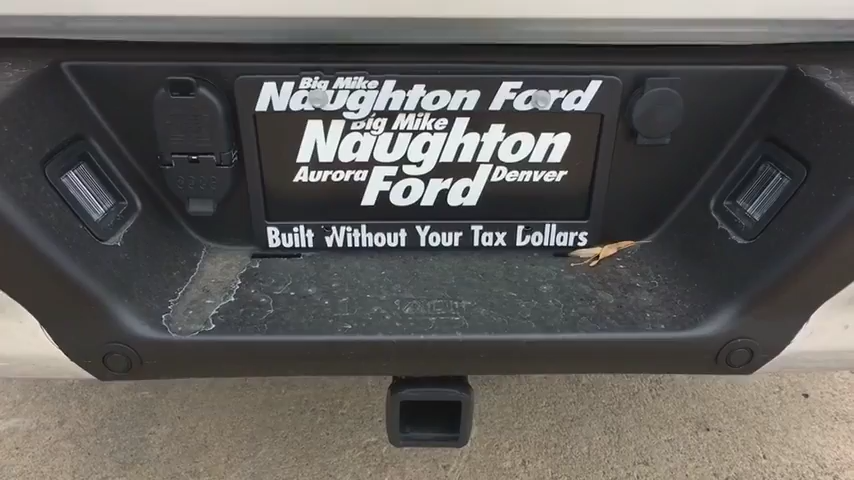 Big Mike
Naughton Ford
Big Mike
Naughton
Aurora Ford Denver
Built Without Your Tax Dollars